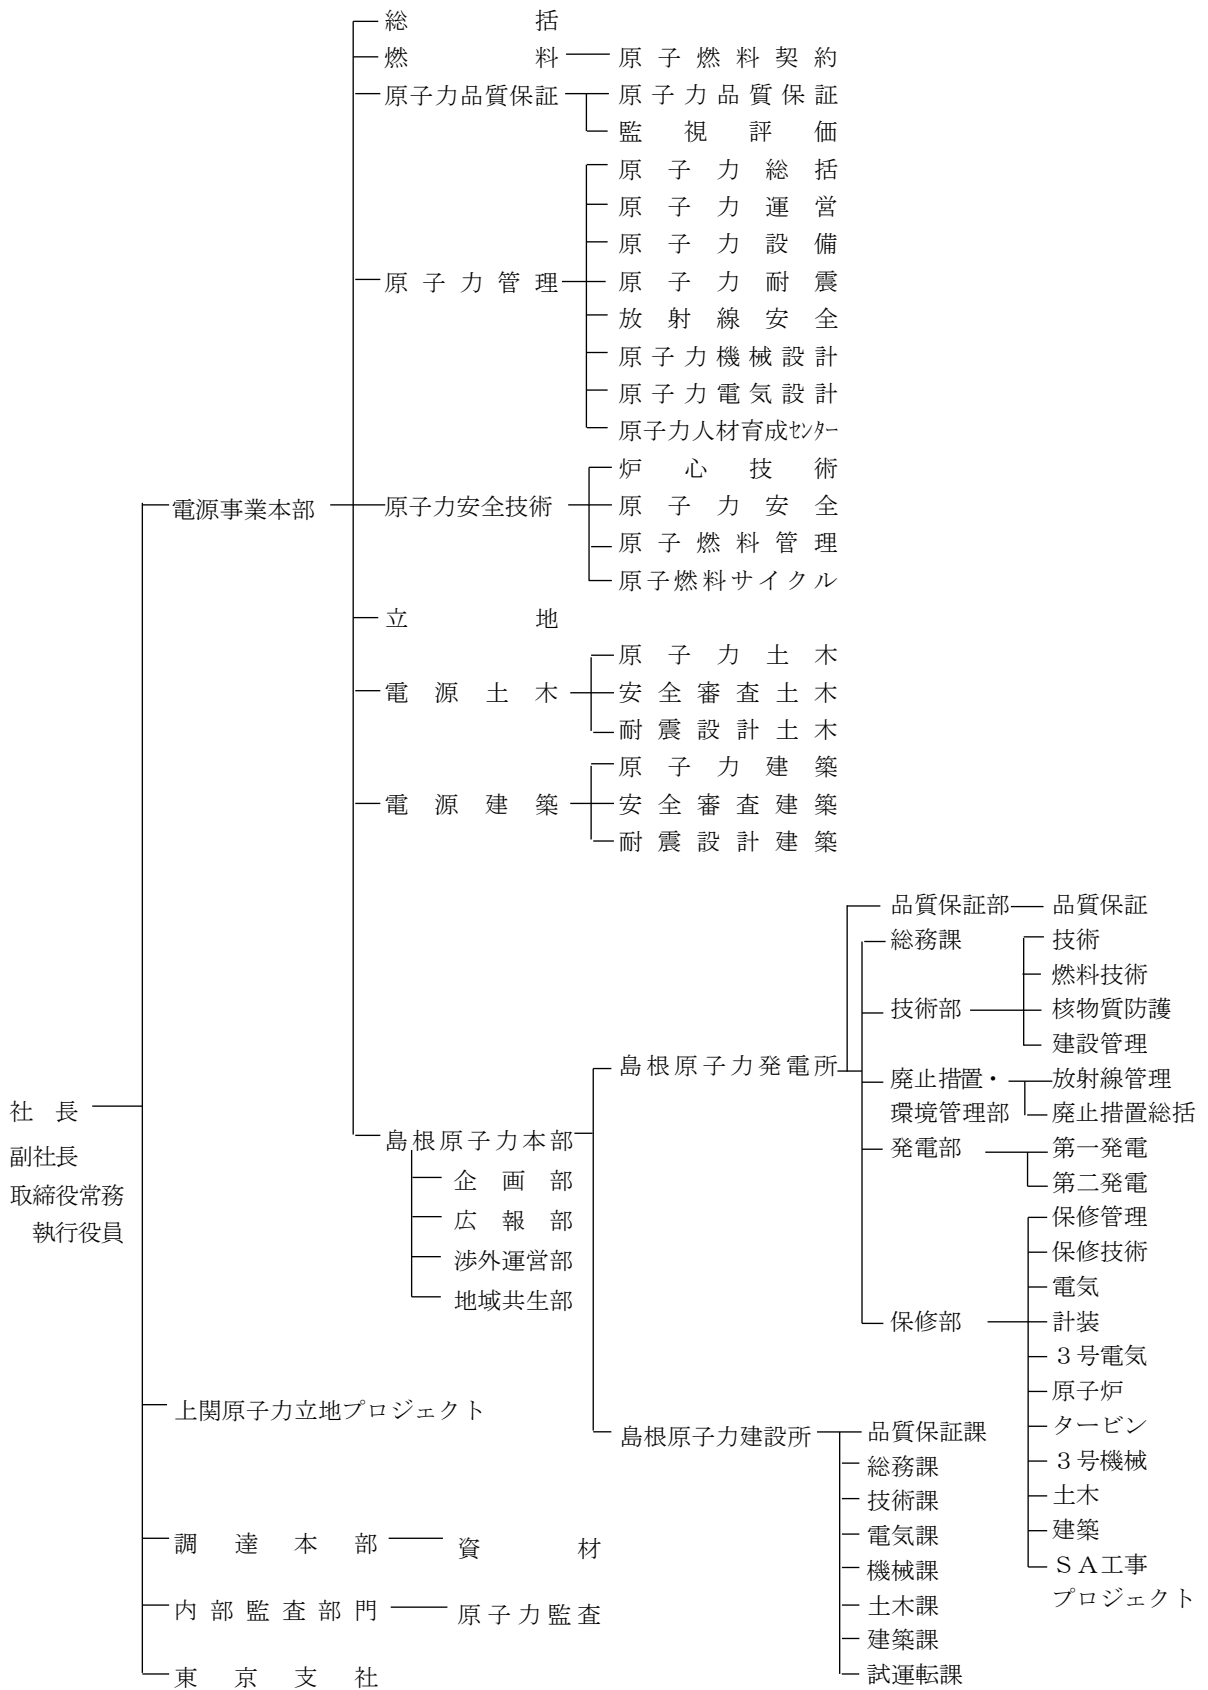 総括
燃料 原子燃料契約
原子力品質保証 原子力品質保証
監視評価
原子力総括
原子力運営
原子力設備
原子力管理 原子力耐震
放射線安全
原子力機械設計
原子力電気設計
原子力人材育成ｾﾝﾀｰ
炉心技術
電源事業本部 原子力安全技術 原子力安全
原子燃料管理
原子燃料サイクル
立地
原子力土木
電源土木 安全審査土木
耐震設計土木
原子力建築
電源建築 安全審査建築
耐震設計建築
品質保証部 品質保証
総務課 技術
燃料技術
技術部 核物質防護
建設管理
島根原子力発電所 廃止措置・ 放射線管理
社長 環境管理部 廃止措置総括
島根原子力本部 発電部 第一発電
副社長
企画部 第二発電
取締役常務
広報部 保修管理
執行役員
渉外運営部 保修技術
電気
地域共生部 保修部 計装
３号電気
原子炉
上関原子力立地プロジェクト
島根原子力建設所 品質保証課 タービン
総務課 ３号機械
技術課 土木
調達本部 資材 電気課 建築
機械課 ＳＡ工事
プロジェクト
内部監査部門 原子力監査 土木課
建築課
東京支社 試運転課